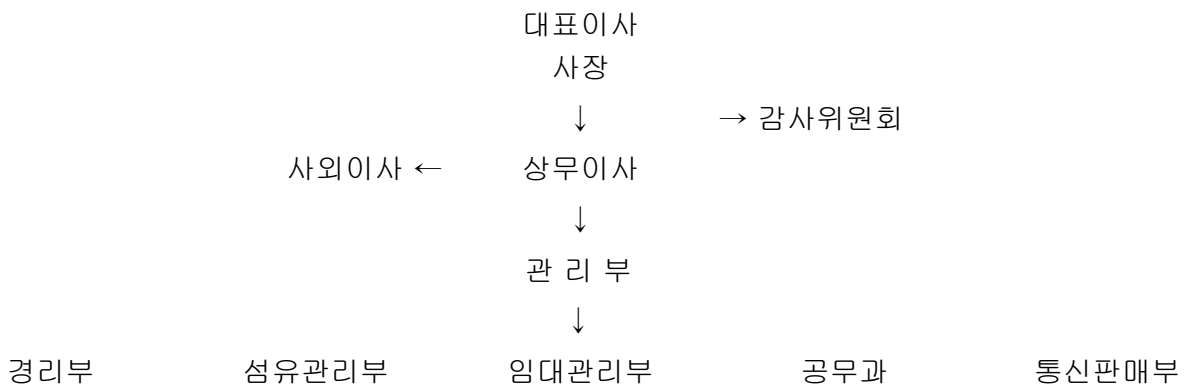 대표이사
사장
↓ → 감사위원회
사외이사 ← 상무이사
↓
관 리 부
↓
경리부 섬유관리부 임대관리부 공무과 통신판매부